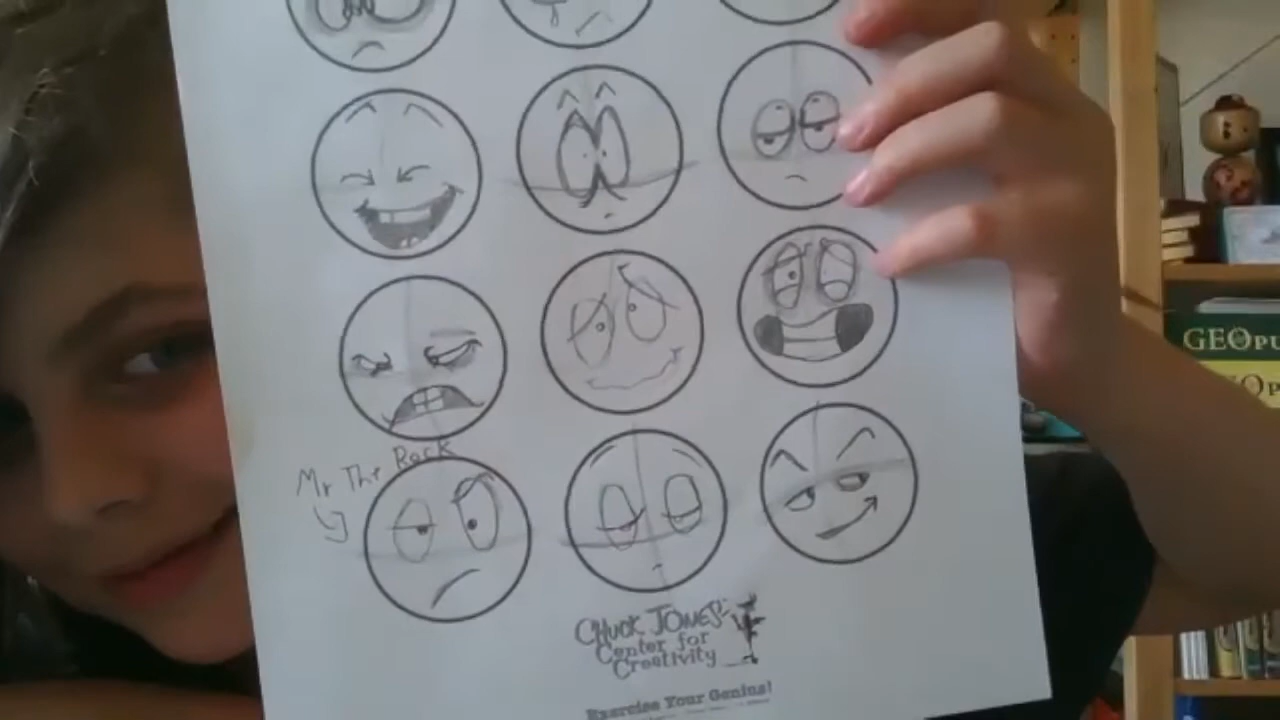 Mr The Rock
CHUCK JONES
Center for
Creativity
Exercise Your Genius!
GEOPU